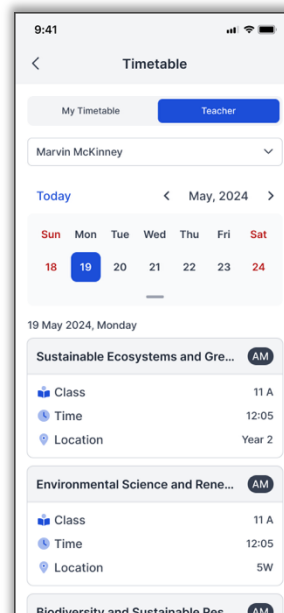 9:41
Timetable
My Timetable Teacher
Marvin McKinney
Today May, 2024
Sun Mon Tue Wed Thu Fri Sat
18 19 20 21 22 23 24
19 May 2024, Monday
Sustainable Ecosystems and Gre... AM
Class 11 A
Time 12:05
Location Year 2
Environmental Science and Rene... AM
Class 11 A
Time 12:05
Location 5W
Biodiversity and Sustainable Res... AM